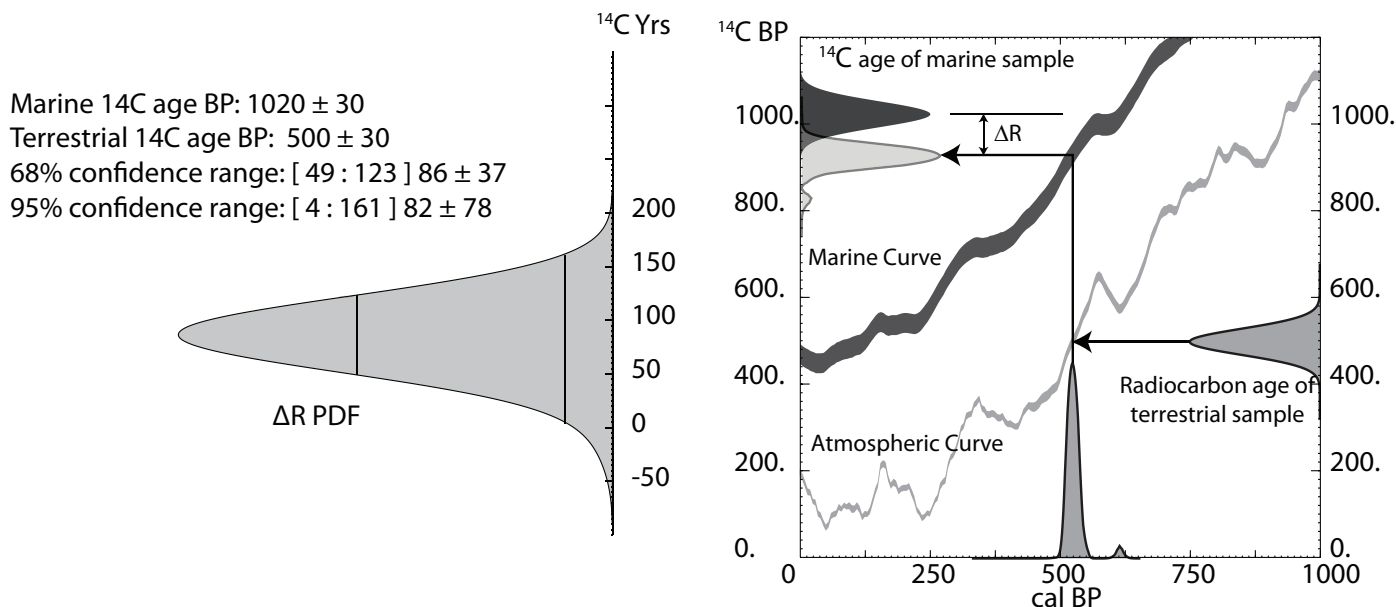 ¹⁴C Yrs
Marine 14C age BP: 1020 ± 30
Terrestrial 14C age BP: 500 ± 30
68% confidence range: [ 49 : 123 ] 86 ± 37
95% confidence range: [ 4 : 161 ] 82 ± 78
200
150
100
50
0
-50
ΔR PDF
¹⁴C BP
¹⁴C age of marine sample
ΔR
1000.
800.
600.
400.
200.
0.
Marine Curve
Atmospheric Curve
Radiocarbon age of
terrestrial sample
1000.
800.
600.
400.
200.
0.
0
250
500
750
1000
cal BP